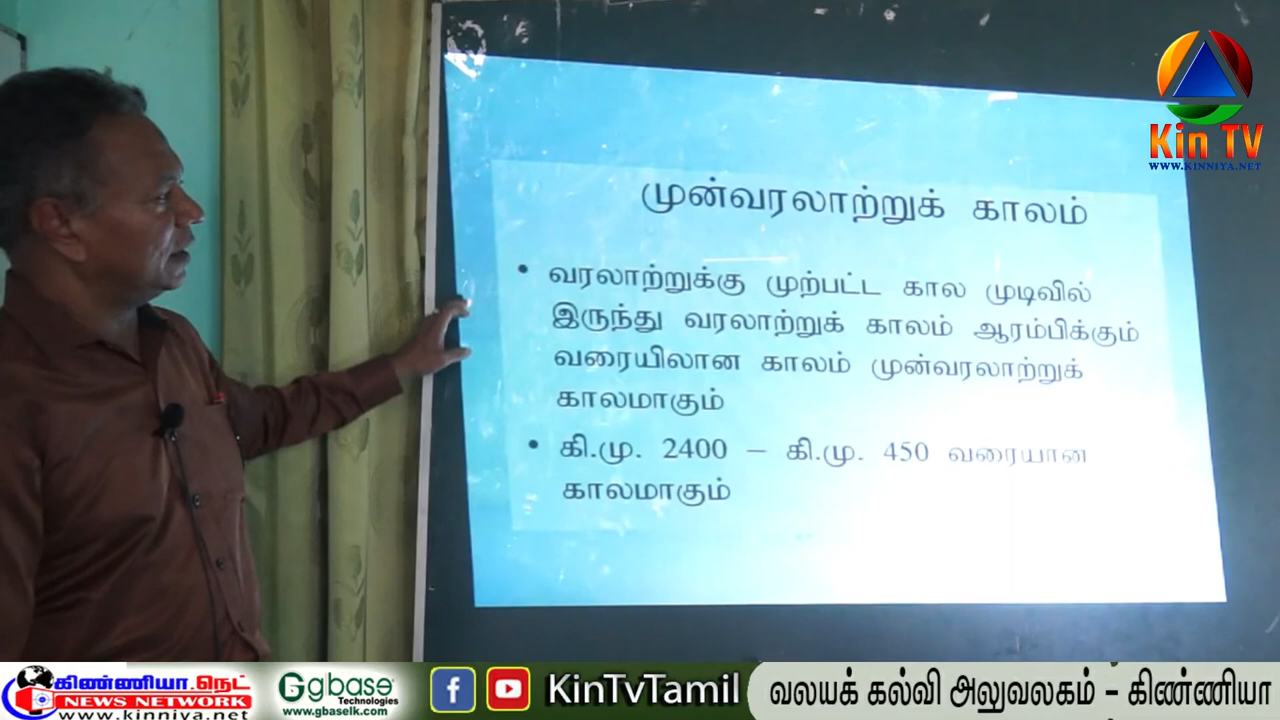 Kin TV
WWW.KINNIYA.NET
முன்வரலாற்றுக் காலம்
• வரலாற்றுக்கு முற்பட்ட கால முடிவில்
இருந்து வரலாற்றுக் காலம் ஆரம்பிக்கும்
வரையிலான காலம் முன்வரலாற்றுக்
காலமாகும்
• கி.மு. 2400 – கி.மு. 450 வரையான
காலமாகும்
கிண்ணியா.நெட்
NEWS NETWORK
www.kinniya.net
Ggbase
Technologies
www.gbaselk.com
f
KinTvTamil
வலயக் கல்வி அலுவலகம் - கிண்ணியா